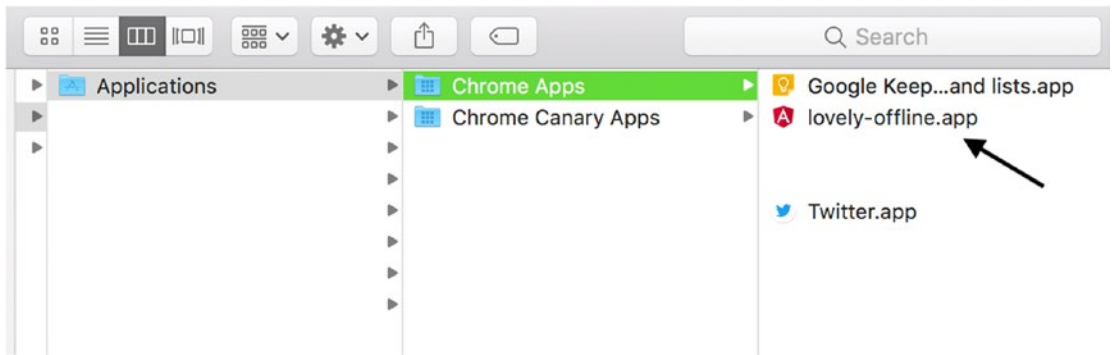 Search
Applications
Chrome Apps
Chrome Canary Apps
Google Keep...and lists.app
lovely-offline.app
Twitter.app